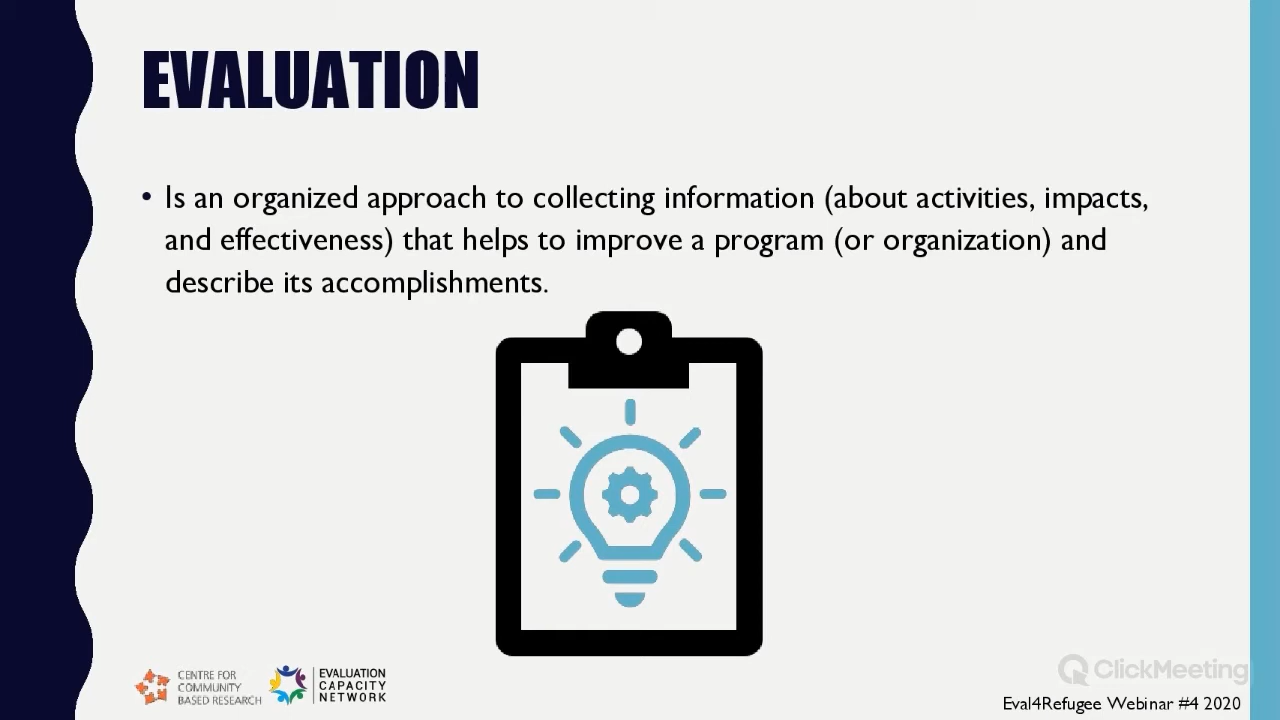 EVALUATION
• Is an organized approach to collecting information (about activities, impacts,
and effectiveness) that helps to improve a program (or organization) and
describe its accomplishments.
CENTRE FOR
COMMUNITY
BASED RESEARCH
EVALUATION
CAPACITY
NETWORK
ClickMeeting
Eval4Refugee Webinar #4 2020